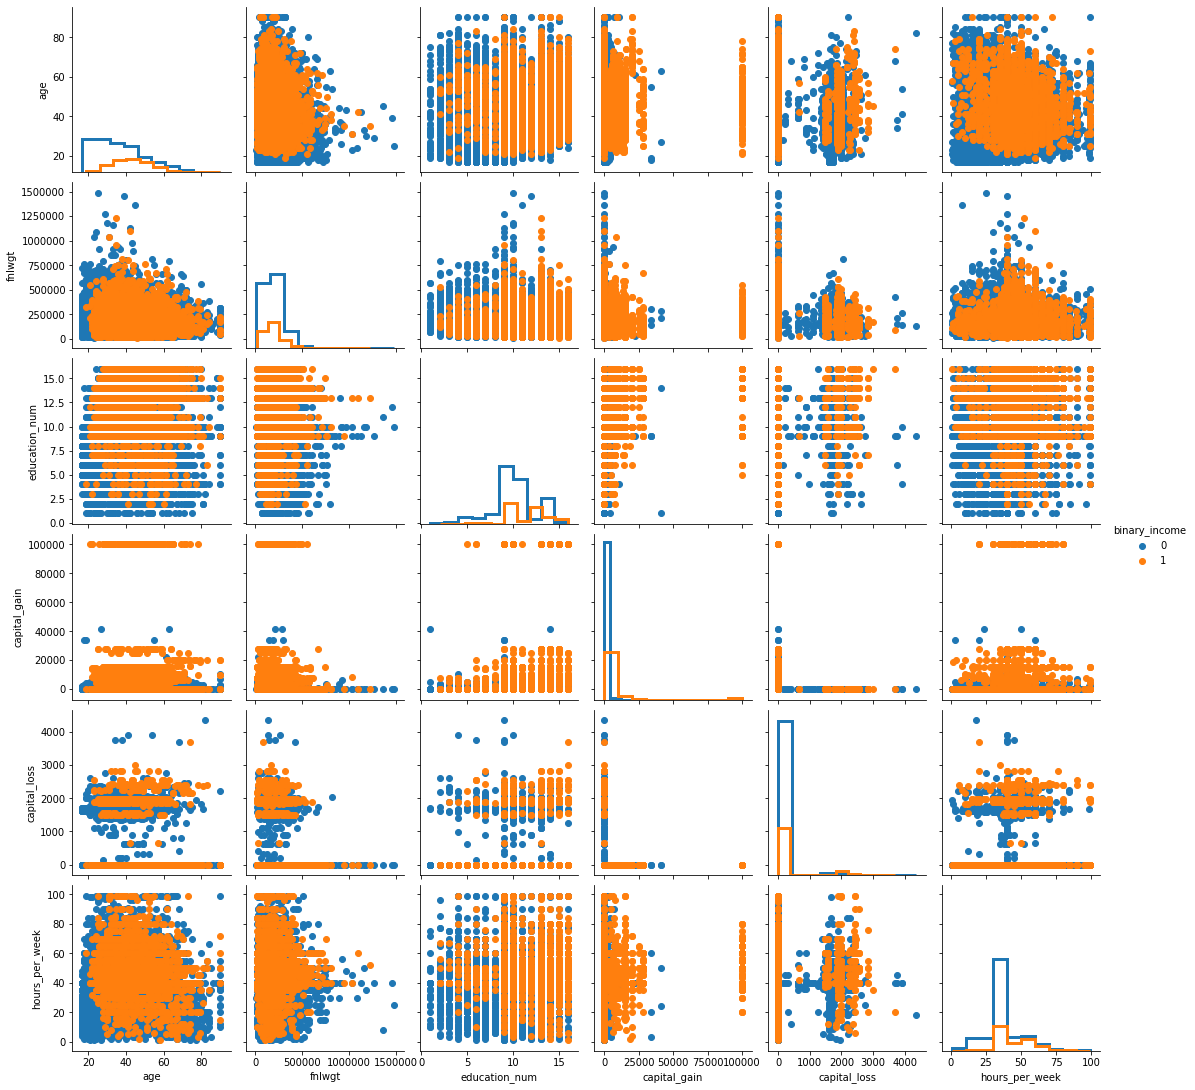 80
60
40
20
age
1500000
1250000
1000000
750000
500000
250000
0
fnlwgt
15.0
12.5
10.0
7.5
5.0
2.5
0.0
education_num
binary_income
0
1
100000
80000
60000
40000
20000
0
capital_gain
4000
3000
2000
1000
0
capital_loss
100
80
60
40
20
0
hours_per_week
20 40 60 80
0 500000 1000000 1500000
5 10 15
0 20000 40000 60000 80000 100000
0 1000 2000 3000 4000
0 25 50 75 100
age fnlwgt education_num capital_gain capital_loss hours_per_week